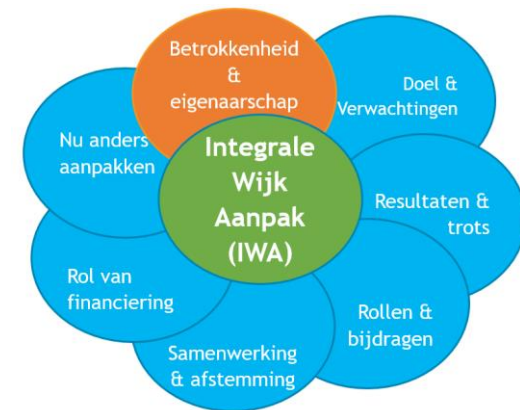 Betrokkenheid
&
eigenaarschap
Doel &
Verwachtingen
Resultaten &
trots
Rollen &
bijdragen
Samenwerking
& afstemming
Rol van
financiering
Nu anders
aanpakken
Integrale
Wijk
Aanpak
(IWA)